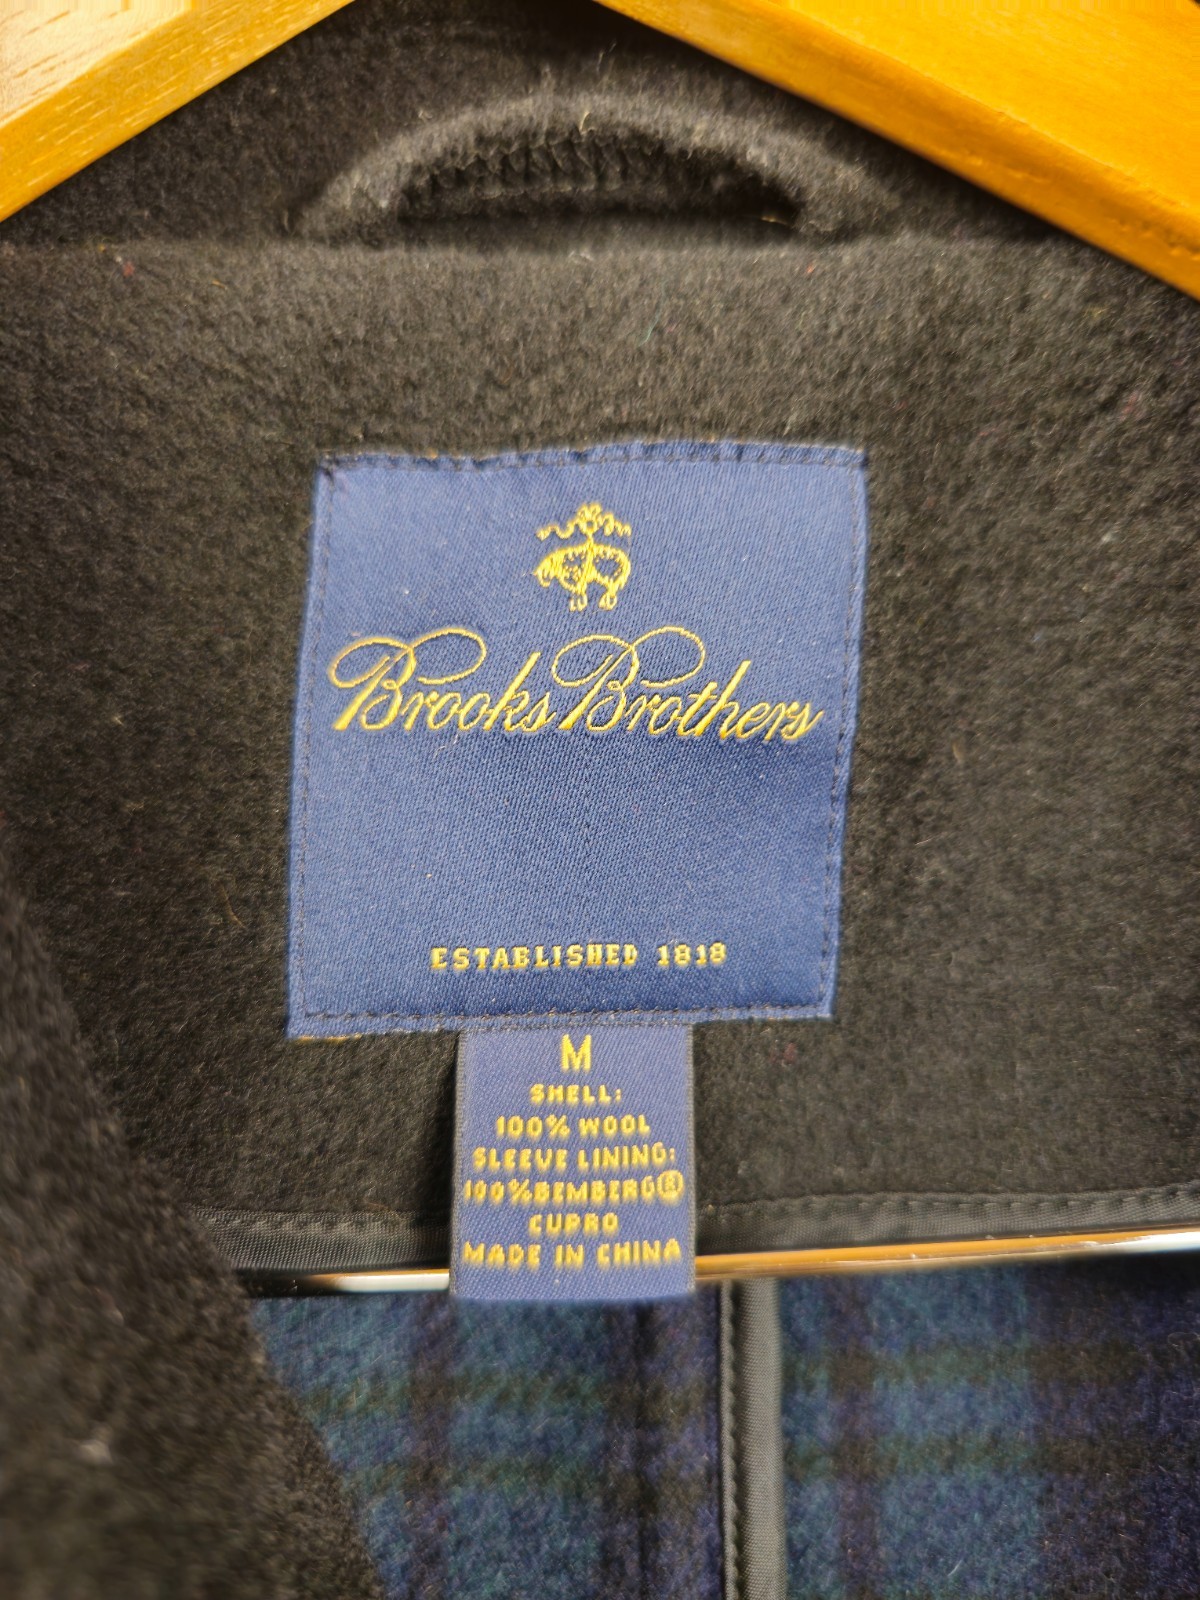 Brooks Brothers
ESTABLISHED 1818
M
SHELL:
100% WOOL
SLEEVE LINING:
100%BEMBERG®
CUPRO
MADE IN CHINA